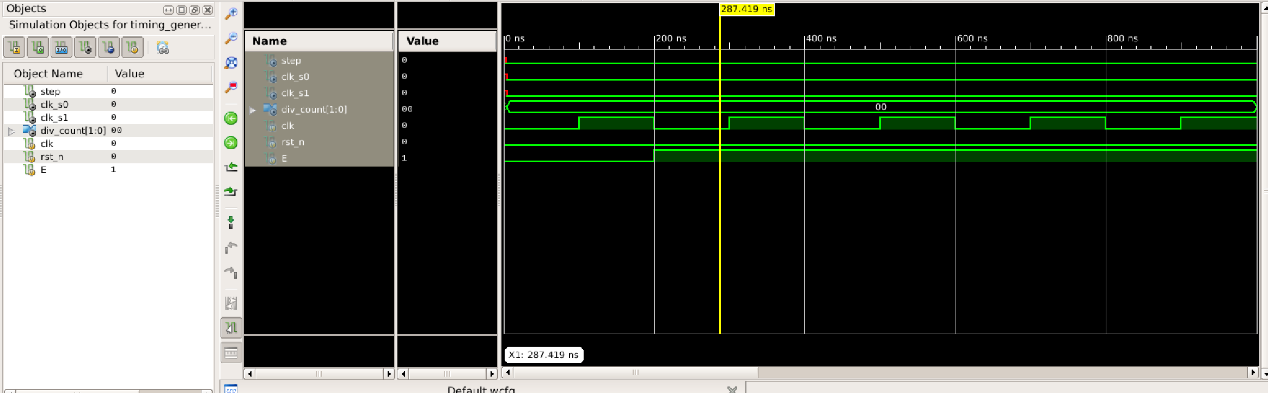 Objects
Simulation Objects for timing_gener...
Object Name Value
step 0
clk_s0 0
clk_s1 0
div_count[1:0] 00
clk 0
rst_n 0
E 1
Name Value
step 0
clk_s0 0
clk_s1 0
div_count[1:0] 00
clk 0
rst_n 0
E 1
287.419 ns
0 ns 200 ns 400 ns 600 ns 800 ns
00
X1: 287.419 ns
Default.wcfg